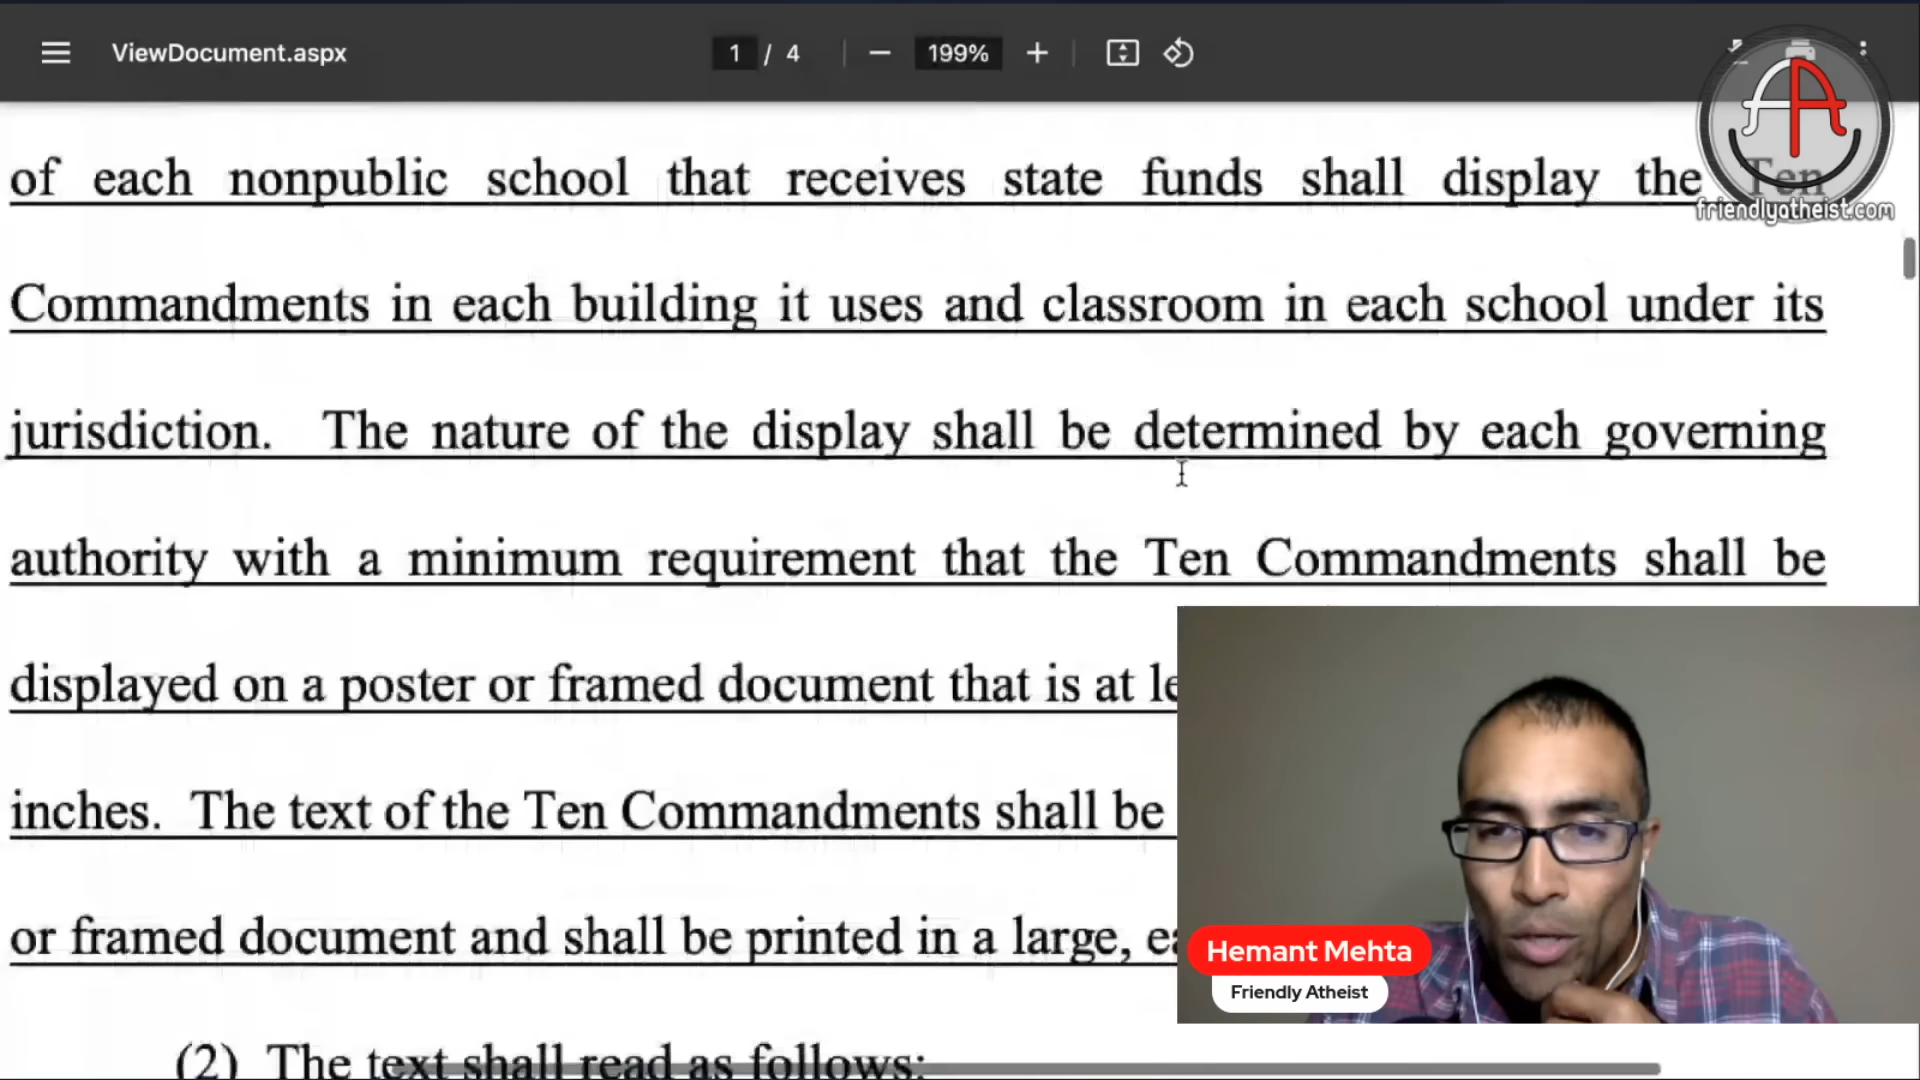 ViewDocument.aspx
1 / 4
199%
friendlyatheist.com
of each nonpublic school that receives state funds shall display the Ten
Commandments in each building it uses and classroom in each school under its
jurisdiction. The nature of the display shall be determined by each governing
authority with a minimum requirement that the Ten Commandments shall be
displayed on a poster or framed document that is at le
inches. The text of the Ten Commandments shall be
or framed document and shall be printed in a large, ea
Hemant Mehta
Friendly Atheist
(2) The text shall read as follows: